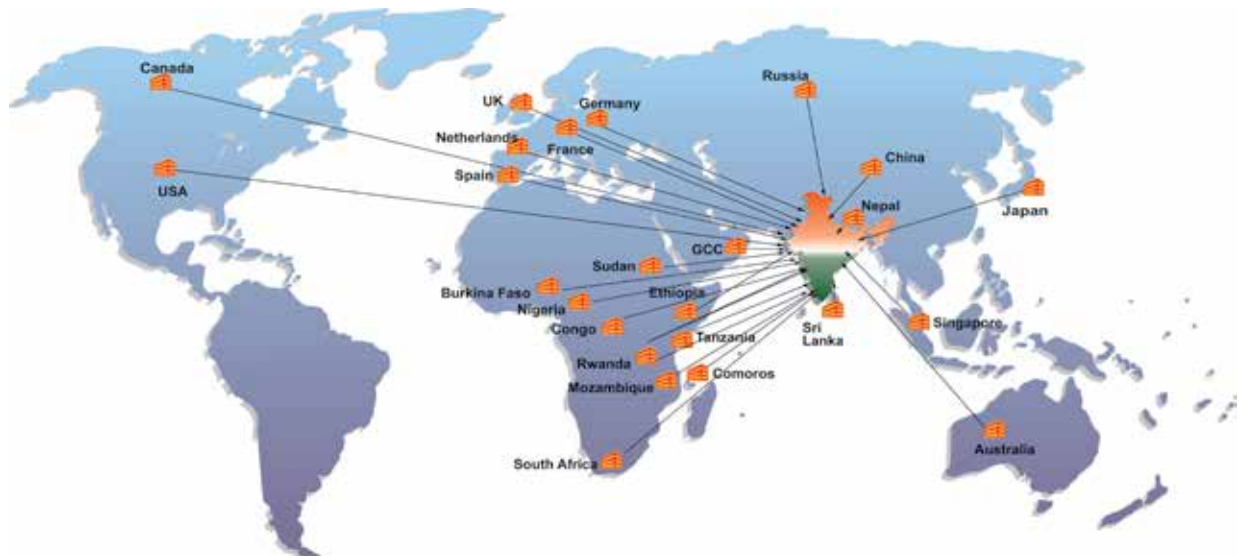 Canada
Russia
UK
Germany
Netherlands
France
China
Spain
USA
Nepal
Japan
GCC
Sudan
Burkina Faso
Ethiopia
Nigeria
Congo
Sri
Lanka
Singapore
Tanzania
Rwanda
Comoros
Mozambique
Australia
South Africa